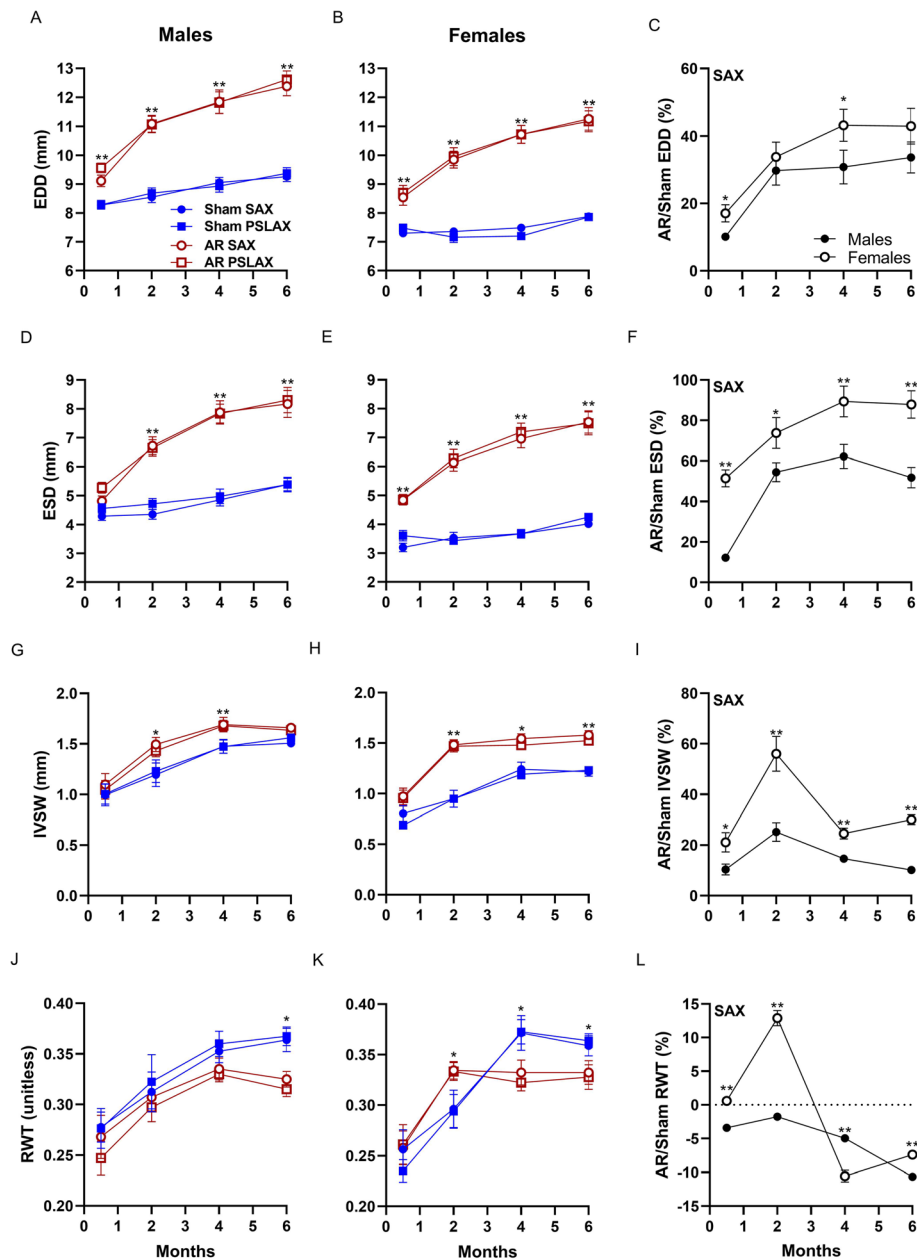 A
Males
EDD (mm)
13
12
11
10
9
8
7
6
** ** ** **
Sham SAX
Sham PSLAX
AR SAX
AR PSLAX
0 1 2 3 4 5 6
B
Females
13
12
11
10
9
8
7
6
** ** ** **
0 1 2 3 4 5 6
C
SAX
AR/Sham EDD (%)
60
40
20
0
* *
Males
Females
0 1 2 3 4 5 6
D
ESD (mm)
9
8
7
6
5
4
3
2
** ** **
0 1 2 3 4 5 6
E
9
8
7
6
5
4
3
2
** ** ** **
0 1 2 3 4 5 6
F
SAX
AR/Sham ESD (%)
100
80
60
40
20
0
** * ** **
0 1 2 3 4 5 6
G
IVSW (mm)
2.0
1.5
1.0
0.5
0.0
* **
0 1 2 3 4 5 6
H
2.0
1.5
1.0
0.5
0.0
** * **
0 1 2 3 4 5 6
I
SAX
AR/Sham IVSW (%)
80
60
40
20
0
* ** ** **
0 1 2 3 4 5 6
J
RWT (unitless)
0.40
0.35
0.30
0.25
0.20
*
0 1 2 3 4 5 6
Months
K
0.40
0.35
0.30
0.25
0.20
* * *
0 1 2 3 4 5 6
Months
L
SAX
AR/Sham RWT (%)
15
10
5
0
-5
-10
-15
** ** ** **
0 1 2 3 4 5 6
Months